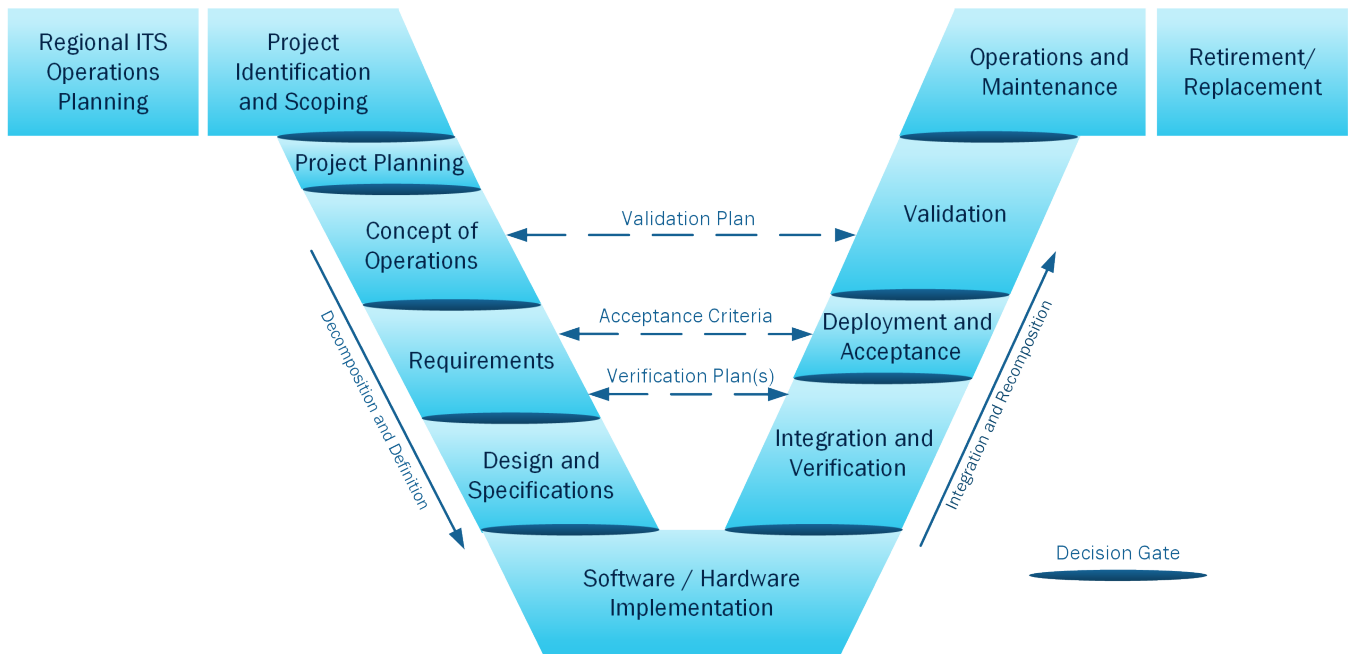 Regional ITS
Operations
Planning
Project
Identification
and Scoping
Operations and
Maintenance
Retirement/
Replacement
Project Planning
Concept of
Operations
Validation Plan
Validation
Requirements
Acceptance Criteria
Deployment and
Acceptance
Verification Plan(s)
Design and
Specifications
Integration and
Verification
Decomposition and Definition
Integration and Recomposition
Software / Hardware
Implementation
Decision Gate